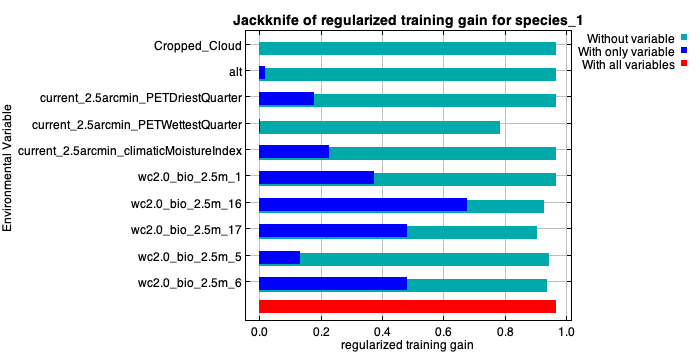 Jackknife of regularized training gain for species_1
Without variable
With only variable
With all variables
Environmental Variable
Cropped_Cloud
alt
current_2.5arcmin_PETDriestQuarter
current_2.5arcmin_PETWettestQuarter
current_2.5arcmin_climaticMoistureIndex
wc2.0_bio_2.5m_1
wc2.0_bio_2.5m_16
wc2.0_bio_2.5m_17
wc2.0_bio_2.5m_5
wc2.0_bio_2.5m_6
0.0 0.2 0.4 0.6 0.8 1.0
regularized training gain